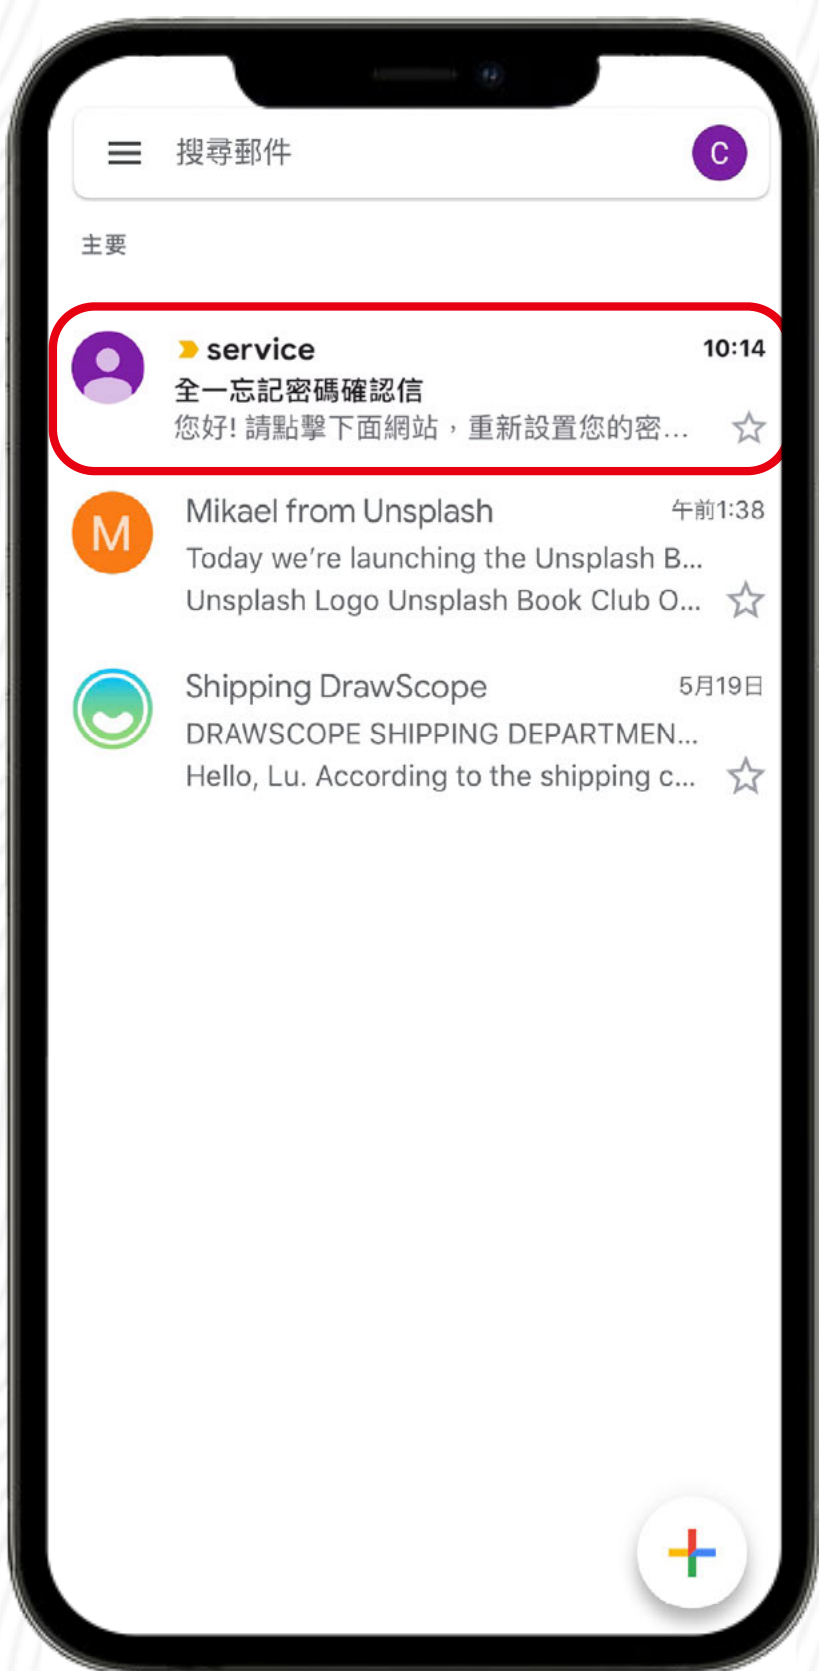 搜尋郵件
C
主要
service
10:14
全一忘記密碼確認信
您好! 請點擊下面網站，重新設置您的密...
M
Mikael from Unsplash
午前1:38
Today we're launching the Unsplash B...
Unsplash Logo Unsplash Book Club O...
Shipping DrawScope
5月19日
DRAWSCOPE SHIPPING DEPARTMEN...
Hello, Lu. According to the shipping c...